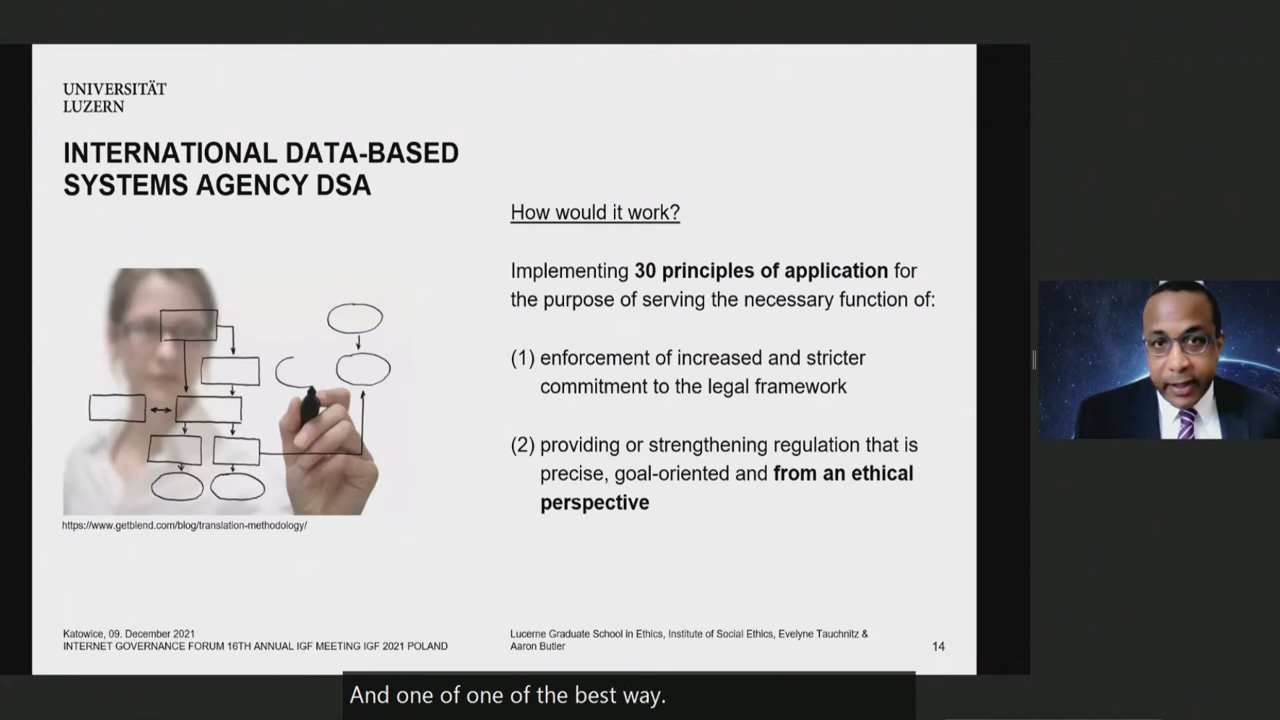 UNIVERSITÄT
LUZERN
INTERNATIONAL DATA-BASED
SYSTEMS AGENCY DSA
How would it work?
Implementing 30 principles of application for
the purpose of serving the necessary function of:
(1) enforcement of increased and stricter
commitment to the legal framework
(2) providing or strengthening regulation that is
precise, goal-oriented and from an ethical
perspective
https://www.getblend.com/blog/translation-methodology/
Katowice, 09. December 2021
INTERNET GOVERNANCE FORUM 16TH ANNUAL IGF MEETING IGF 2021 POLAND
Lucerne Graduate School in Ethics, Institute of Social Ethics, Evelyne Tauchnitz &
Aaron Butler
14
And one of one of the best way.